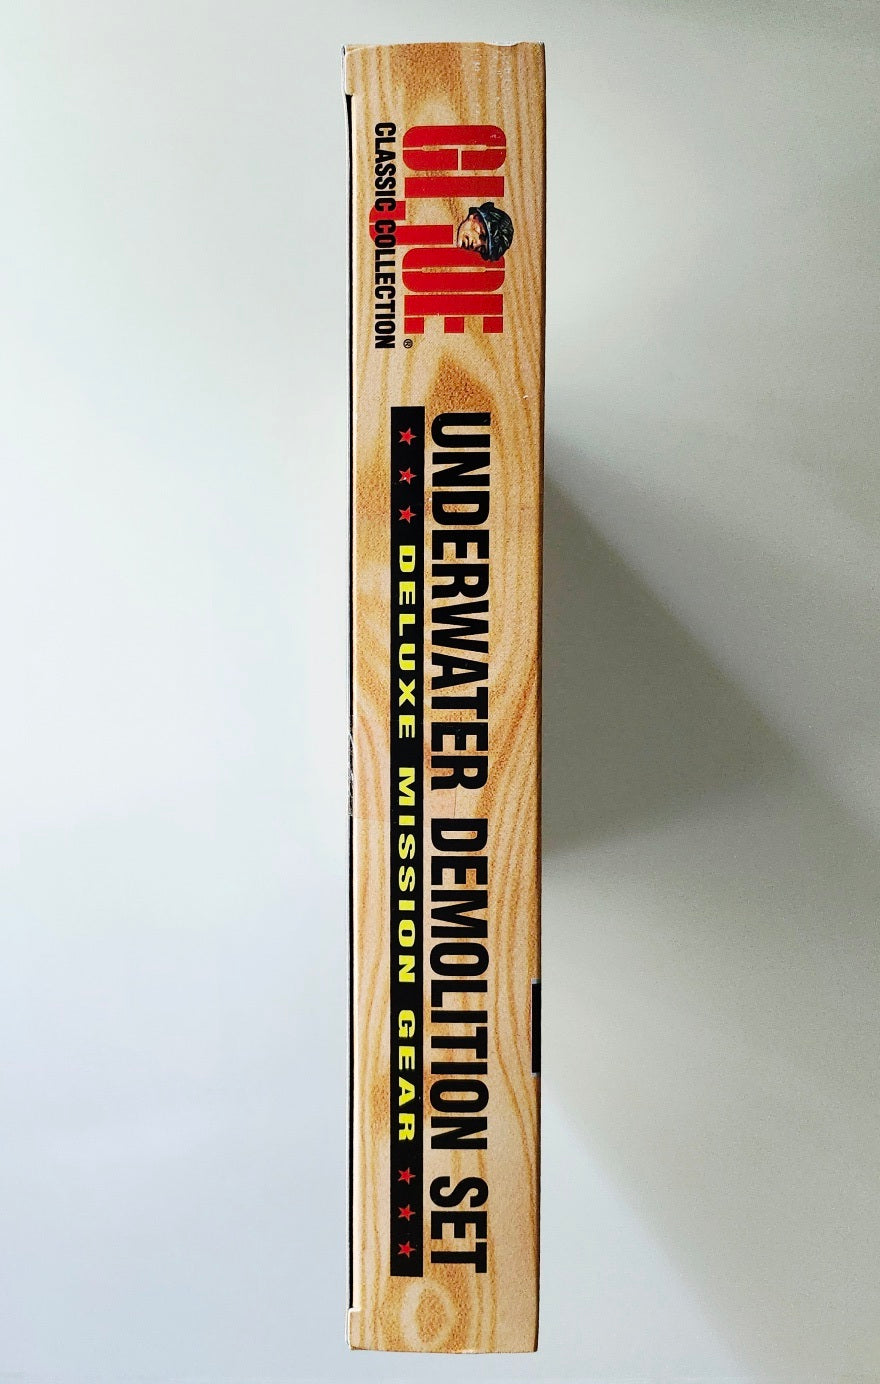 GI JOE®
CLASSIC COLLECTION
UNDERWATER DEMOLITION SET
DELUXE MISSION GEAR